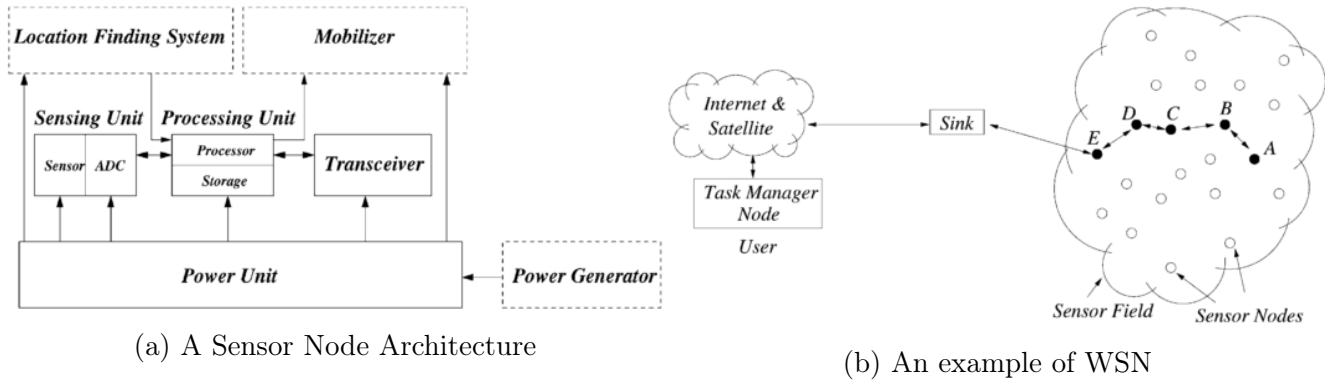 Location Finding System
Mobilizer
Sensing Unit
Processing Unit
Sensor
ADC
Processor
Storage
Transceiver
Power Unit
Power Generator
(a) A Sensor Node Architecture
Internet &
Satellite
Sink
Task Manager
Node
User
E
D
C
B
A
Sensor Field
Sensor Nodes
(b) An example of WSN